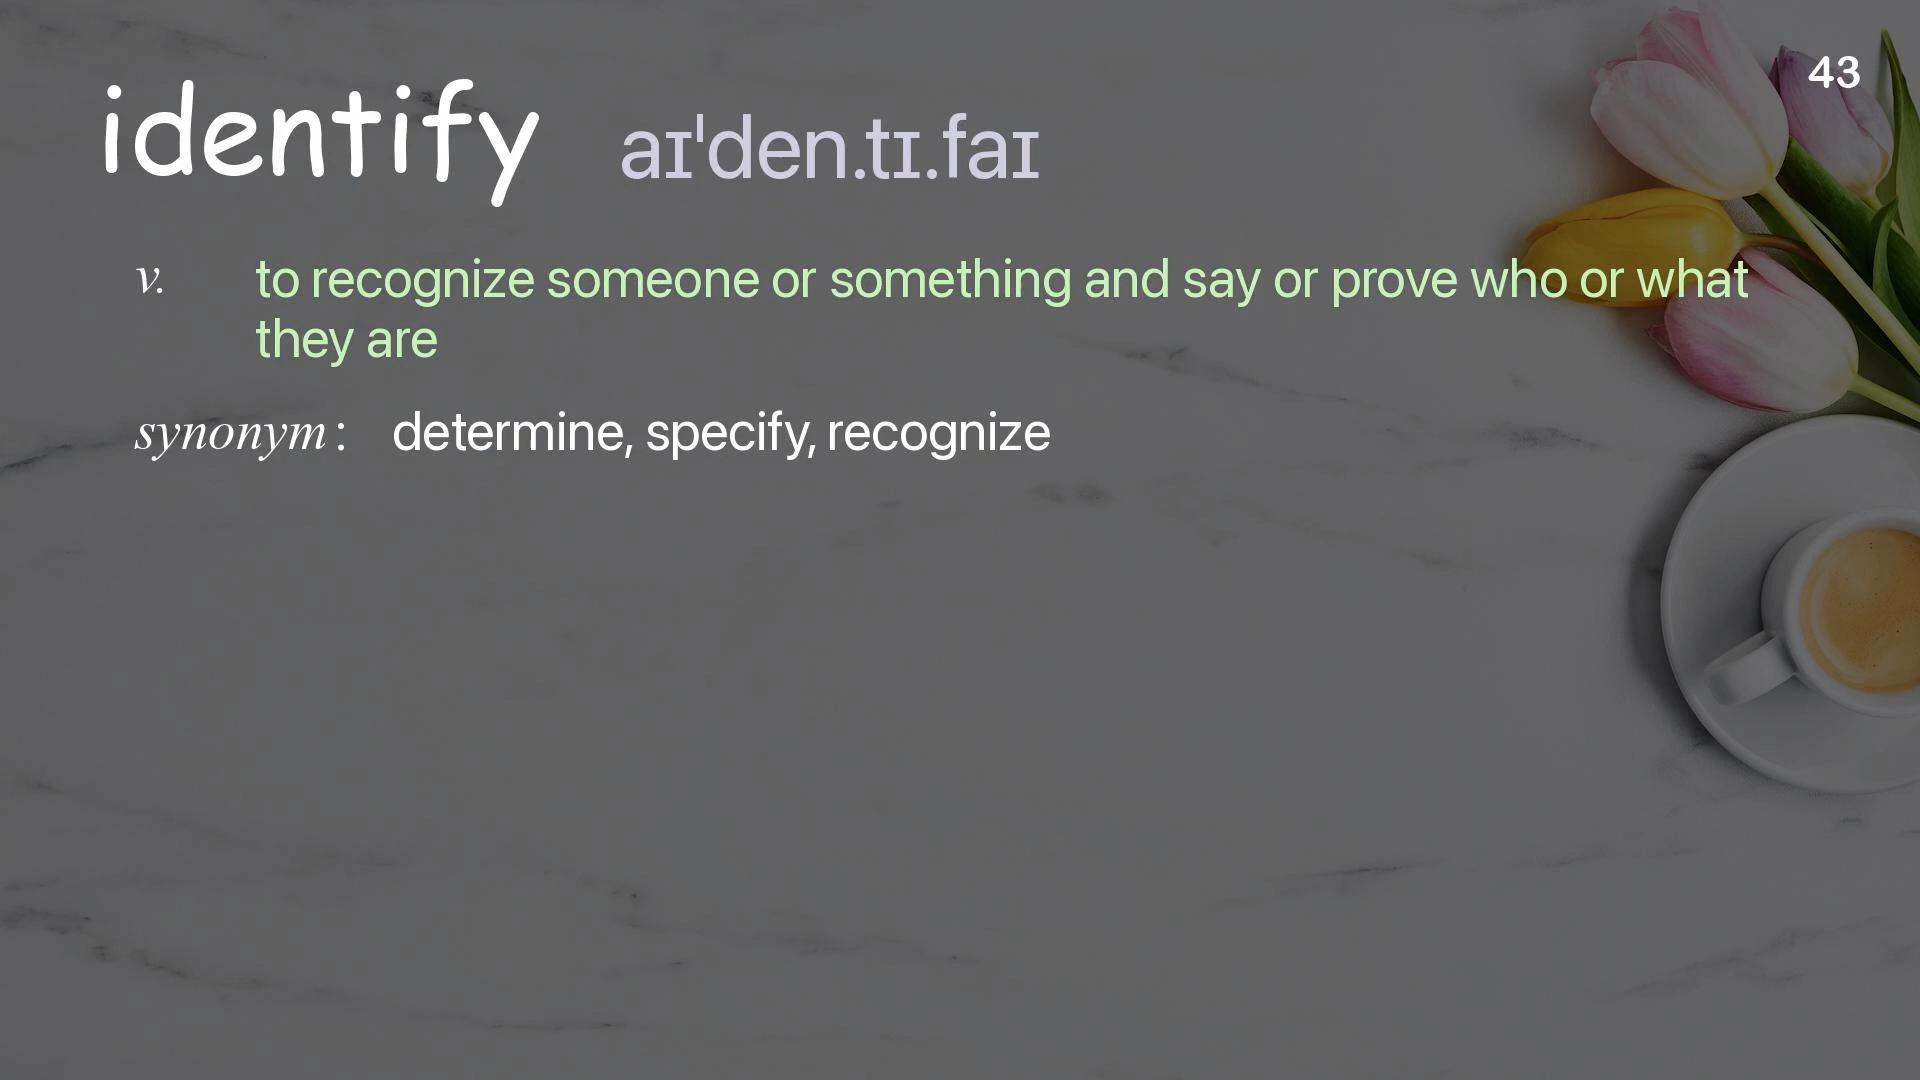 43
identify aɪˈden.tɪ.faɪ
v. to recognize someone or something and say or prove who or what
they are
synonym: determine, specify, recognize